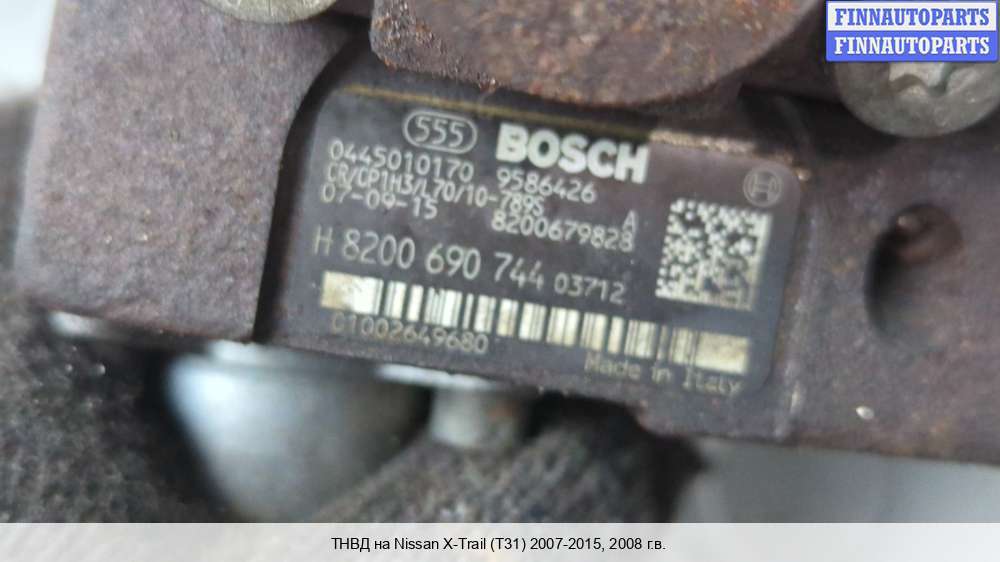 FINNAUTOPARTS
FINNAUTOPARTS
555 BOSCH
0445010170 9586426
CR/CP1H3/L70/10-789S A
07-09-15 8200679828
H 8200 690 744 03712
C1002649680
Made in Italy
ТНВД на Nissan X-Trail (T31) 2007-2015, 2008 г.в.